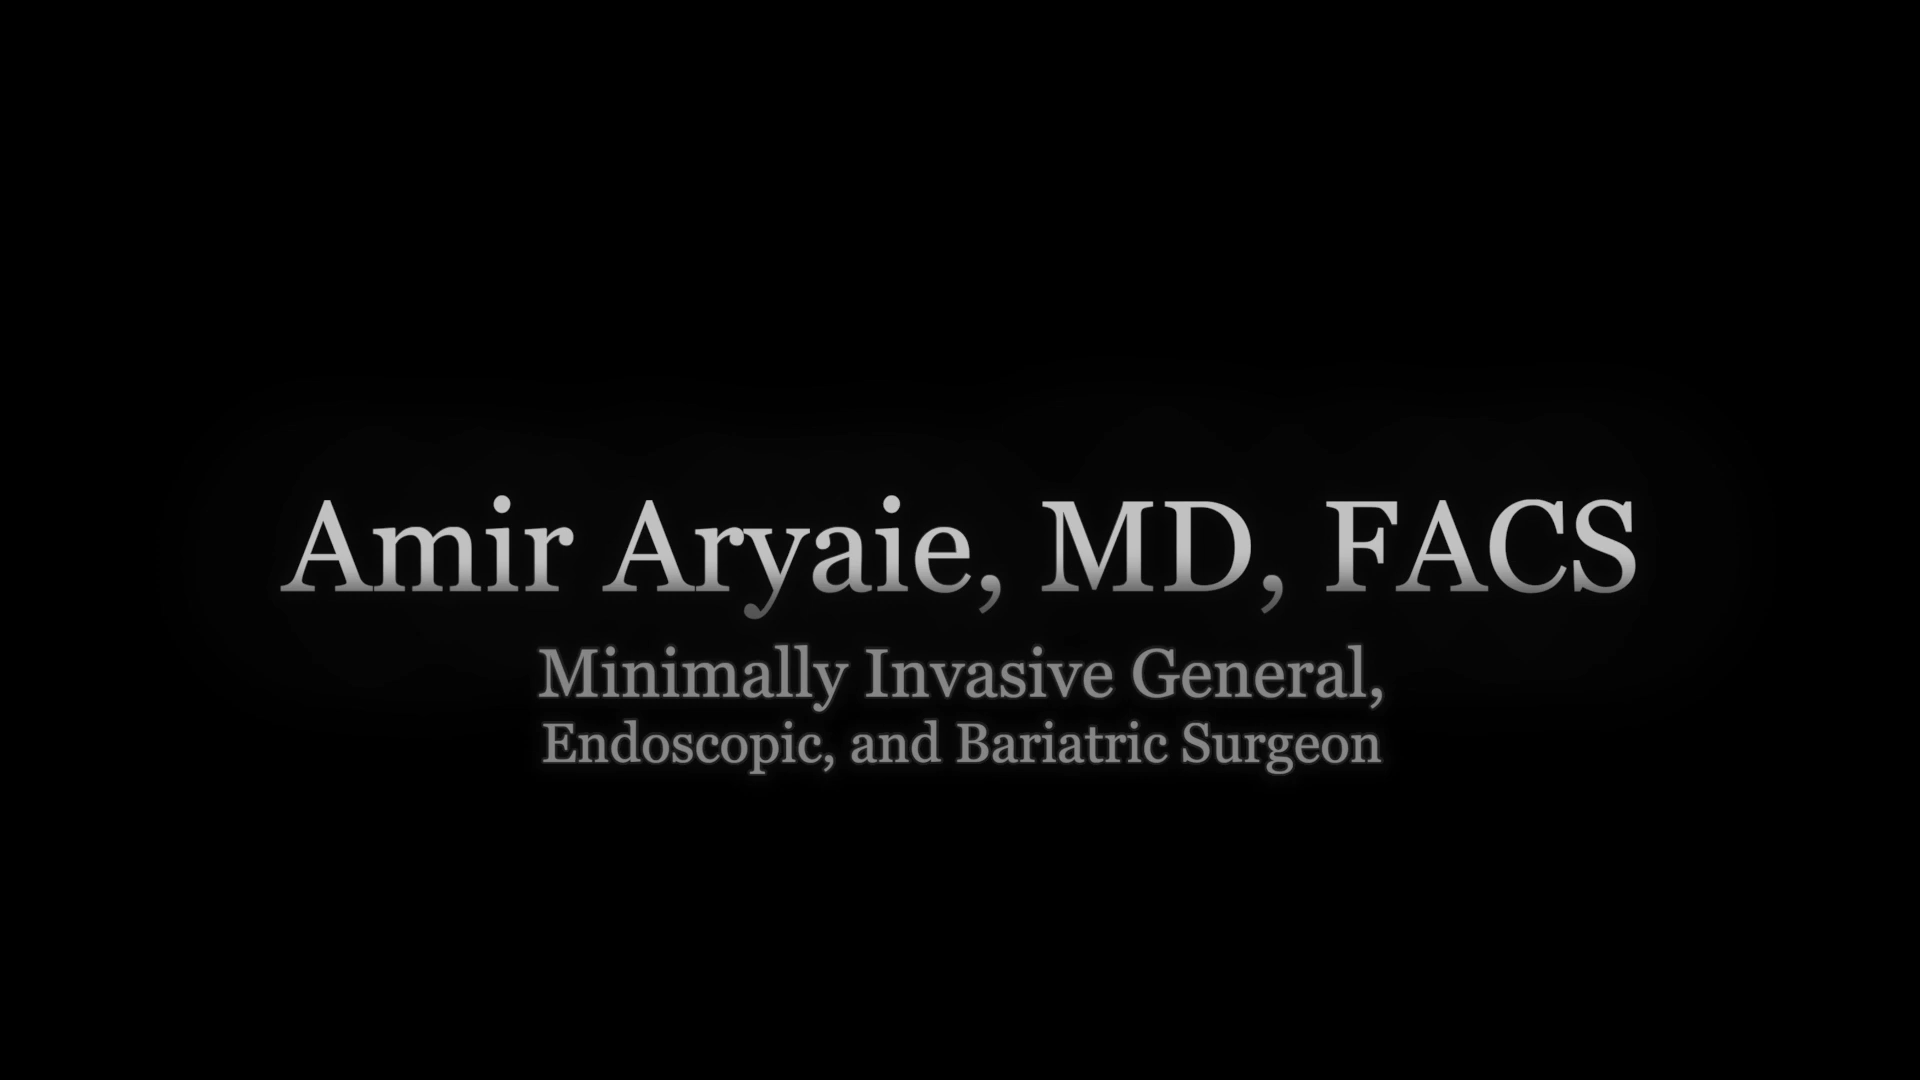 Amir Aryaie, MD, FACS
Minimally Invasive General,
Endoscopic, and Bariatric Surgeon